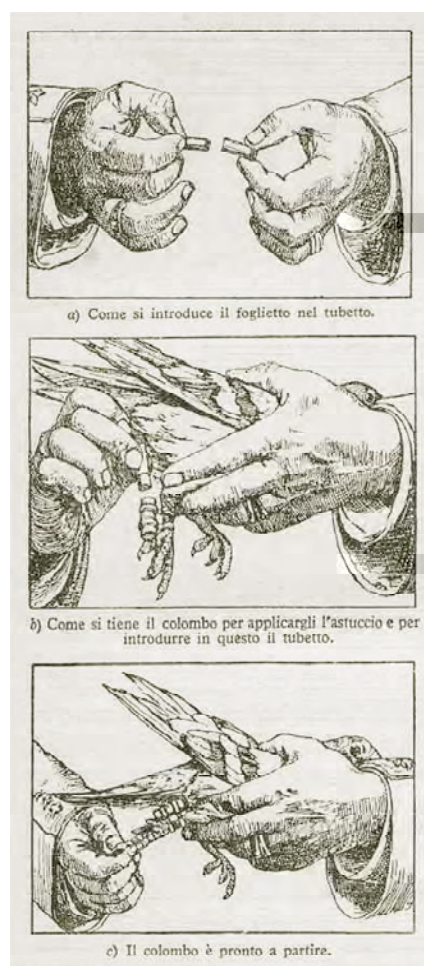 a) Come si introduce il foglietto nel tubetto.
b) Come si tiene il colombo per applicargli l'astuccio e per
introdurre in questo il tubetto.
c) Il colombo è pronto a partire.